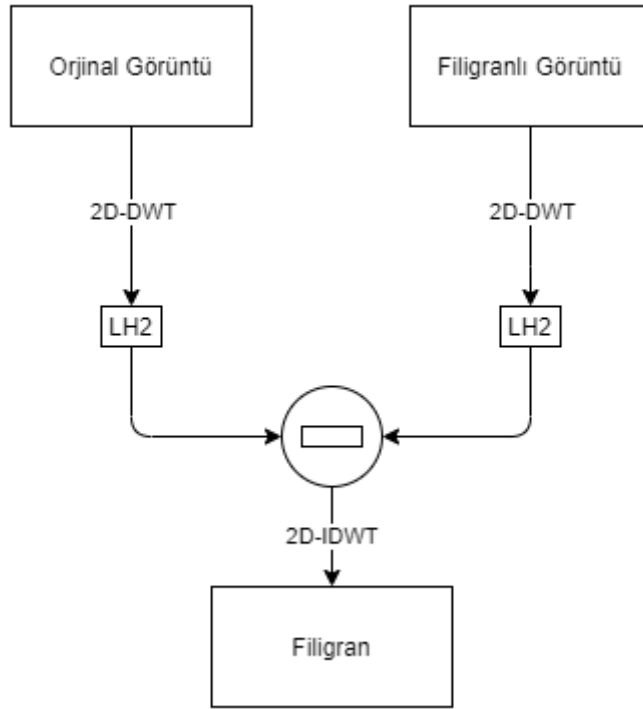 Orjinal Görüntü
Filigranlı Görüntü
2D-DWT
2D-DWT
LH2
LH2
2D-IDWT
Filigran